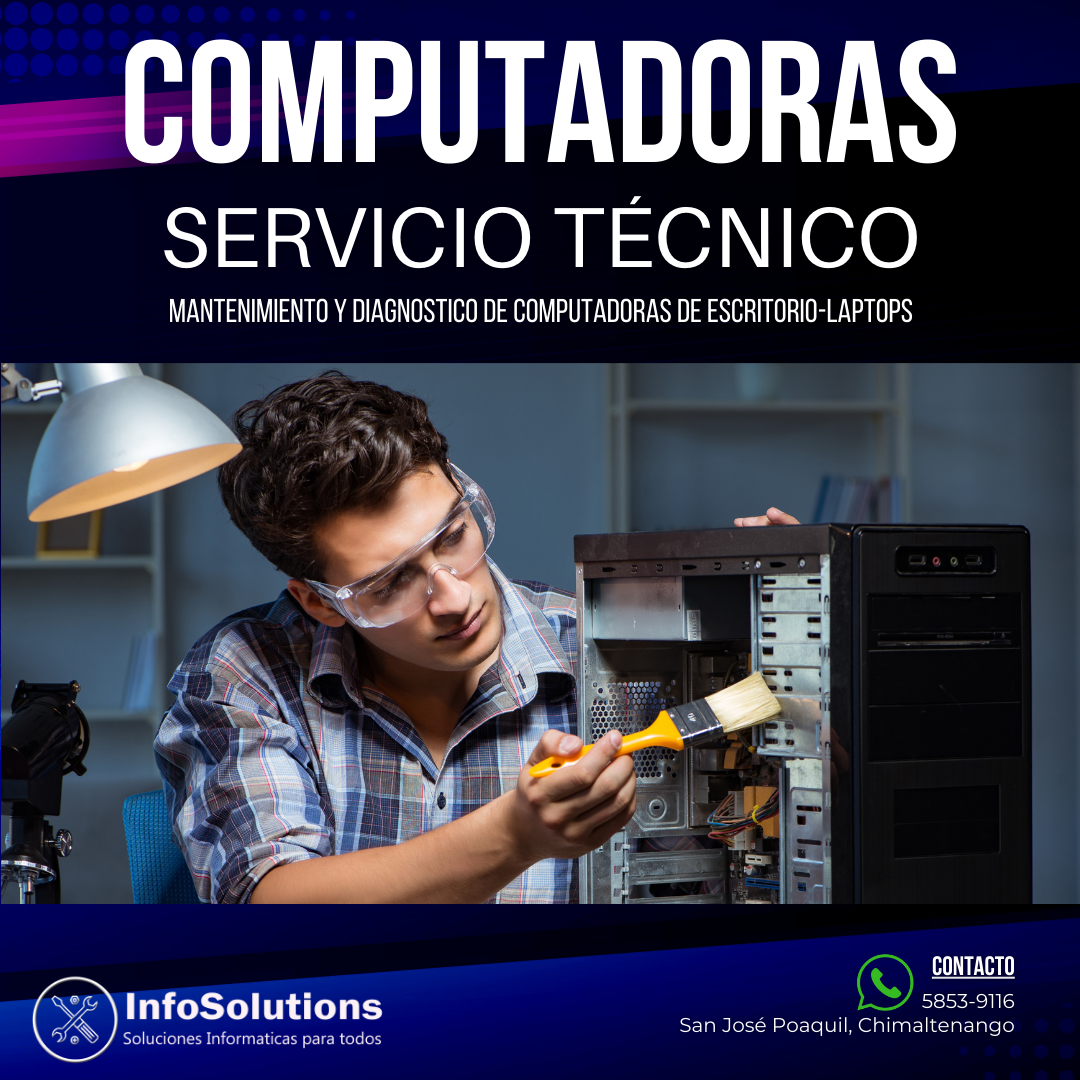 COMPUTADORAS
SERVICIO TÉCNICO
MANTENIMIENTO Y DIAGNOSTICO DE COMPUTADORAS DE ESCRITORIO-LAPTOPS
InfoSolutions
Soluciones Informaticas para todos
CONTACTO
5853-9116
San José Poaquil, Chimaltenango